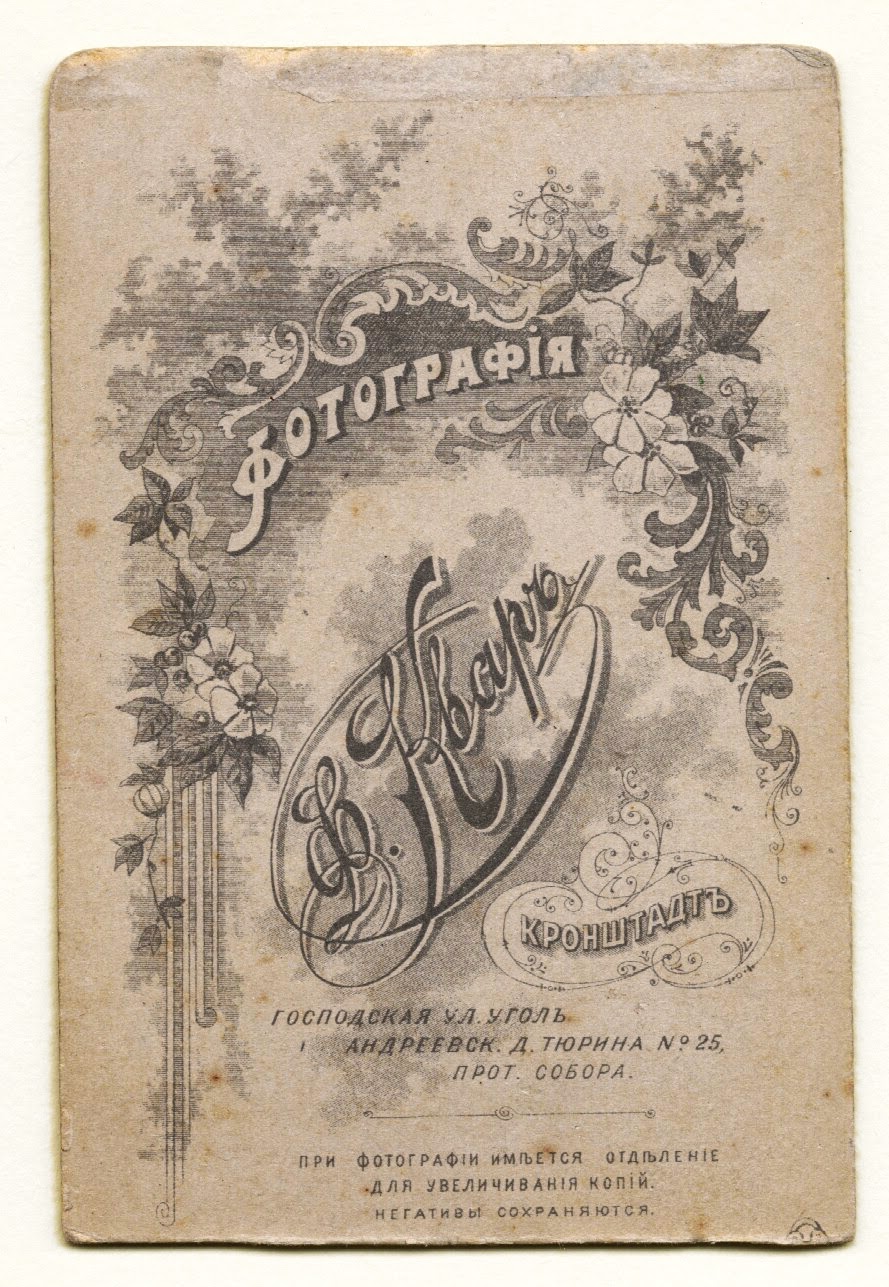 ФОТОГРАФІЯ
В. Кваръ
КРОНШТАДТЪ
ГОСПОДСКАЯ УЛ. УГОЛЪ
АНДРЕЕВСК. Д. ТЮРИНА № 25,
ПРОТ. СОБОРА.
ПРИ ФОТОГРАФІИ ИМѢЕТСЯ ОТДѢЛЕНІЕ
ДЛЯ УВЕЛИЧИВАНІЯ КОПІЙ.
НЕГАТИВЫ СОХРАНЯЮТСЯ.